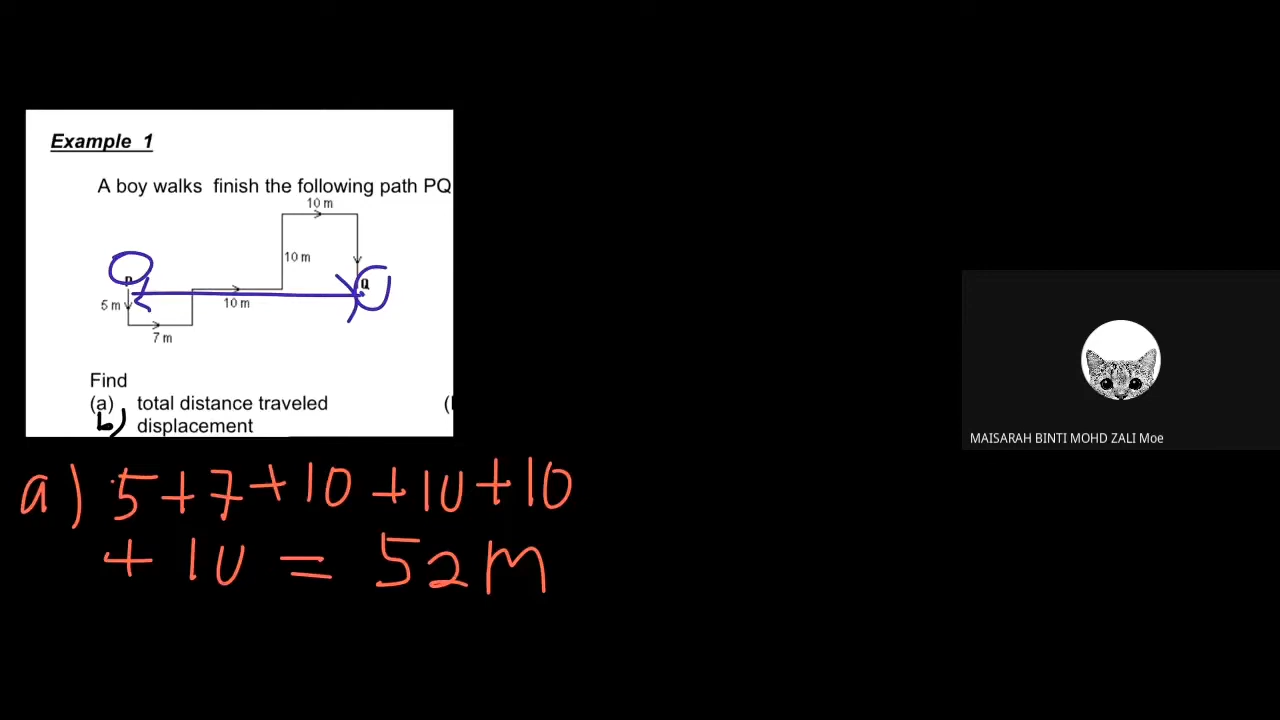 Example 1
A boy walks finish the following path PQ
10 m
10 m
P
Q
5 m
10 m
7 m
Find
(a) total distance traveled
b) displacement
a) 5+7+10+10+10
+10 = 52m
MAISARAH BINTI MOHD ZALI Moe